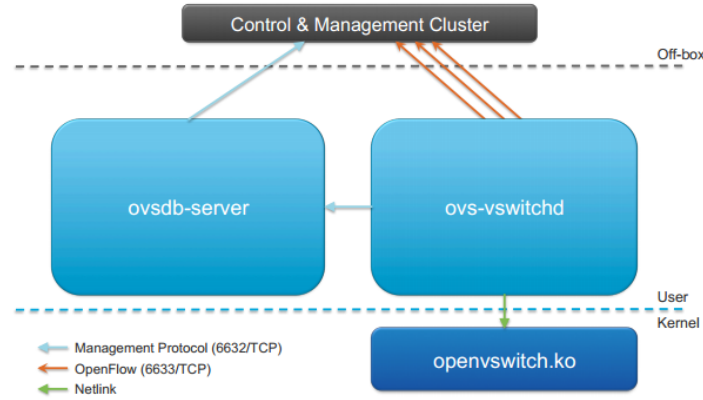 Control & Management Cluster
Off-box
ovsdb-server
ovs-vswitchd
User
Kernel
Management Protocol (6632/TCP)
OpenFlow (6633/TCP)
Netlink
openvswitch.ko